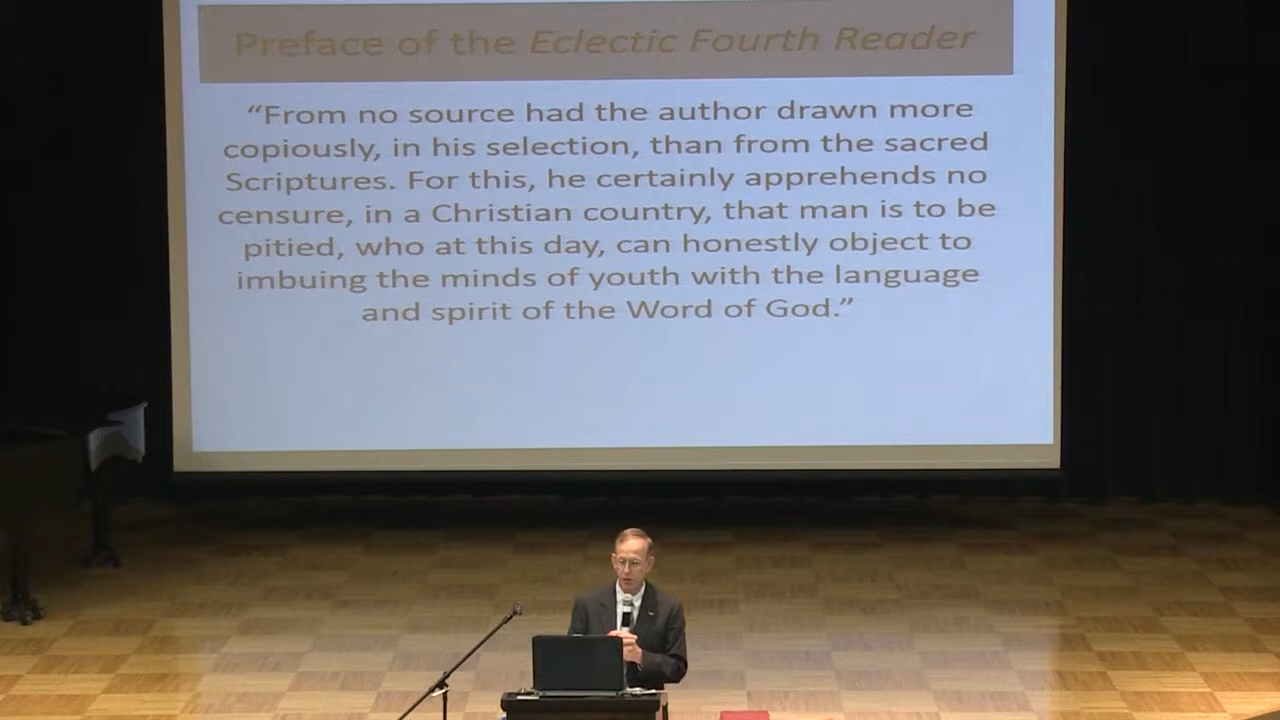 Preface of the Eclectic Fourth Reader
“From no source had the author drawn more
copiously, in his selection, than from the sacred
Scriptures. For this, he certainly apprehends no
censure, in a Christian country, that man is to be
pitied, who at this day, can honestly object to
imbuing the minds of youth with the language
and spirit of the Word of God.”